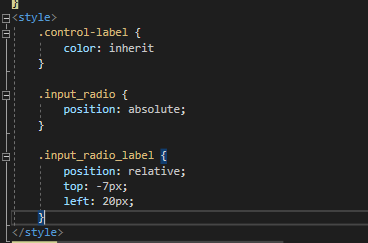 }
<style>
.control-label {
color: inherit
}
.input_radio {
position: absolute;
}
.input_radio_label {
position: relative;
top: -7px;
left: 20px;
}
</style>